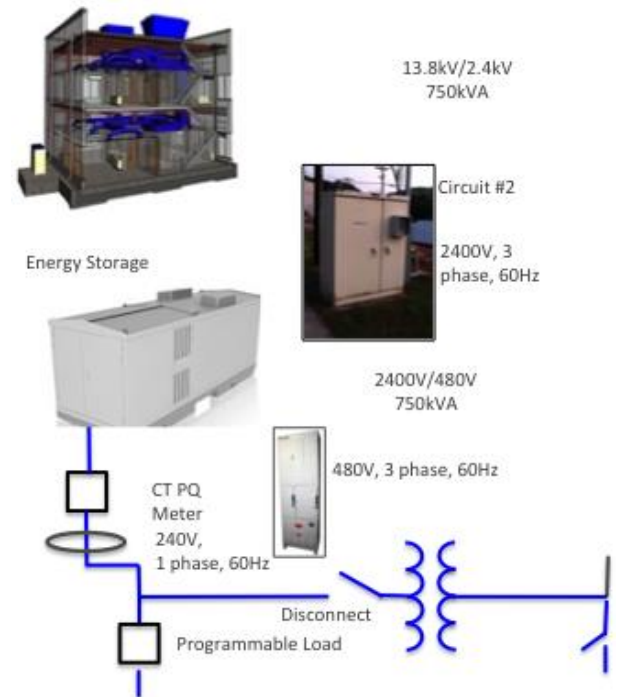 13.8kV/2.4kV
750kVA
Circuit #2
2400V, 3
phase, 60Hz
Energy Storage
2400V/480V
750kVA
480V, 3 phase, 60Hz
CT PQ
Meter
240V,
1 phase, 60Hz
Disconnect
Programmable Load